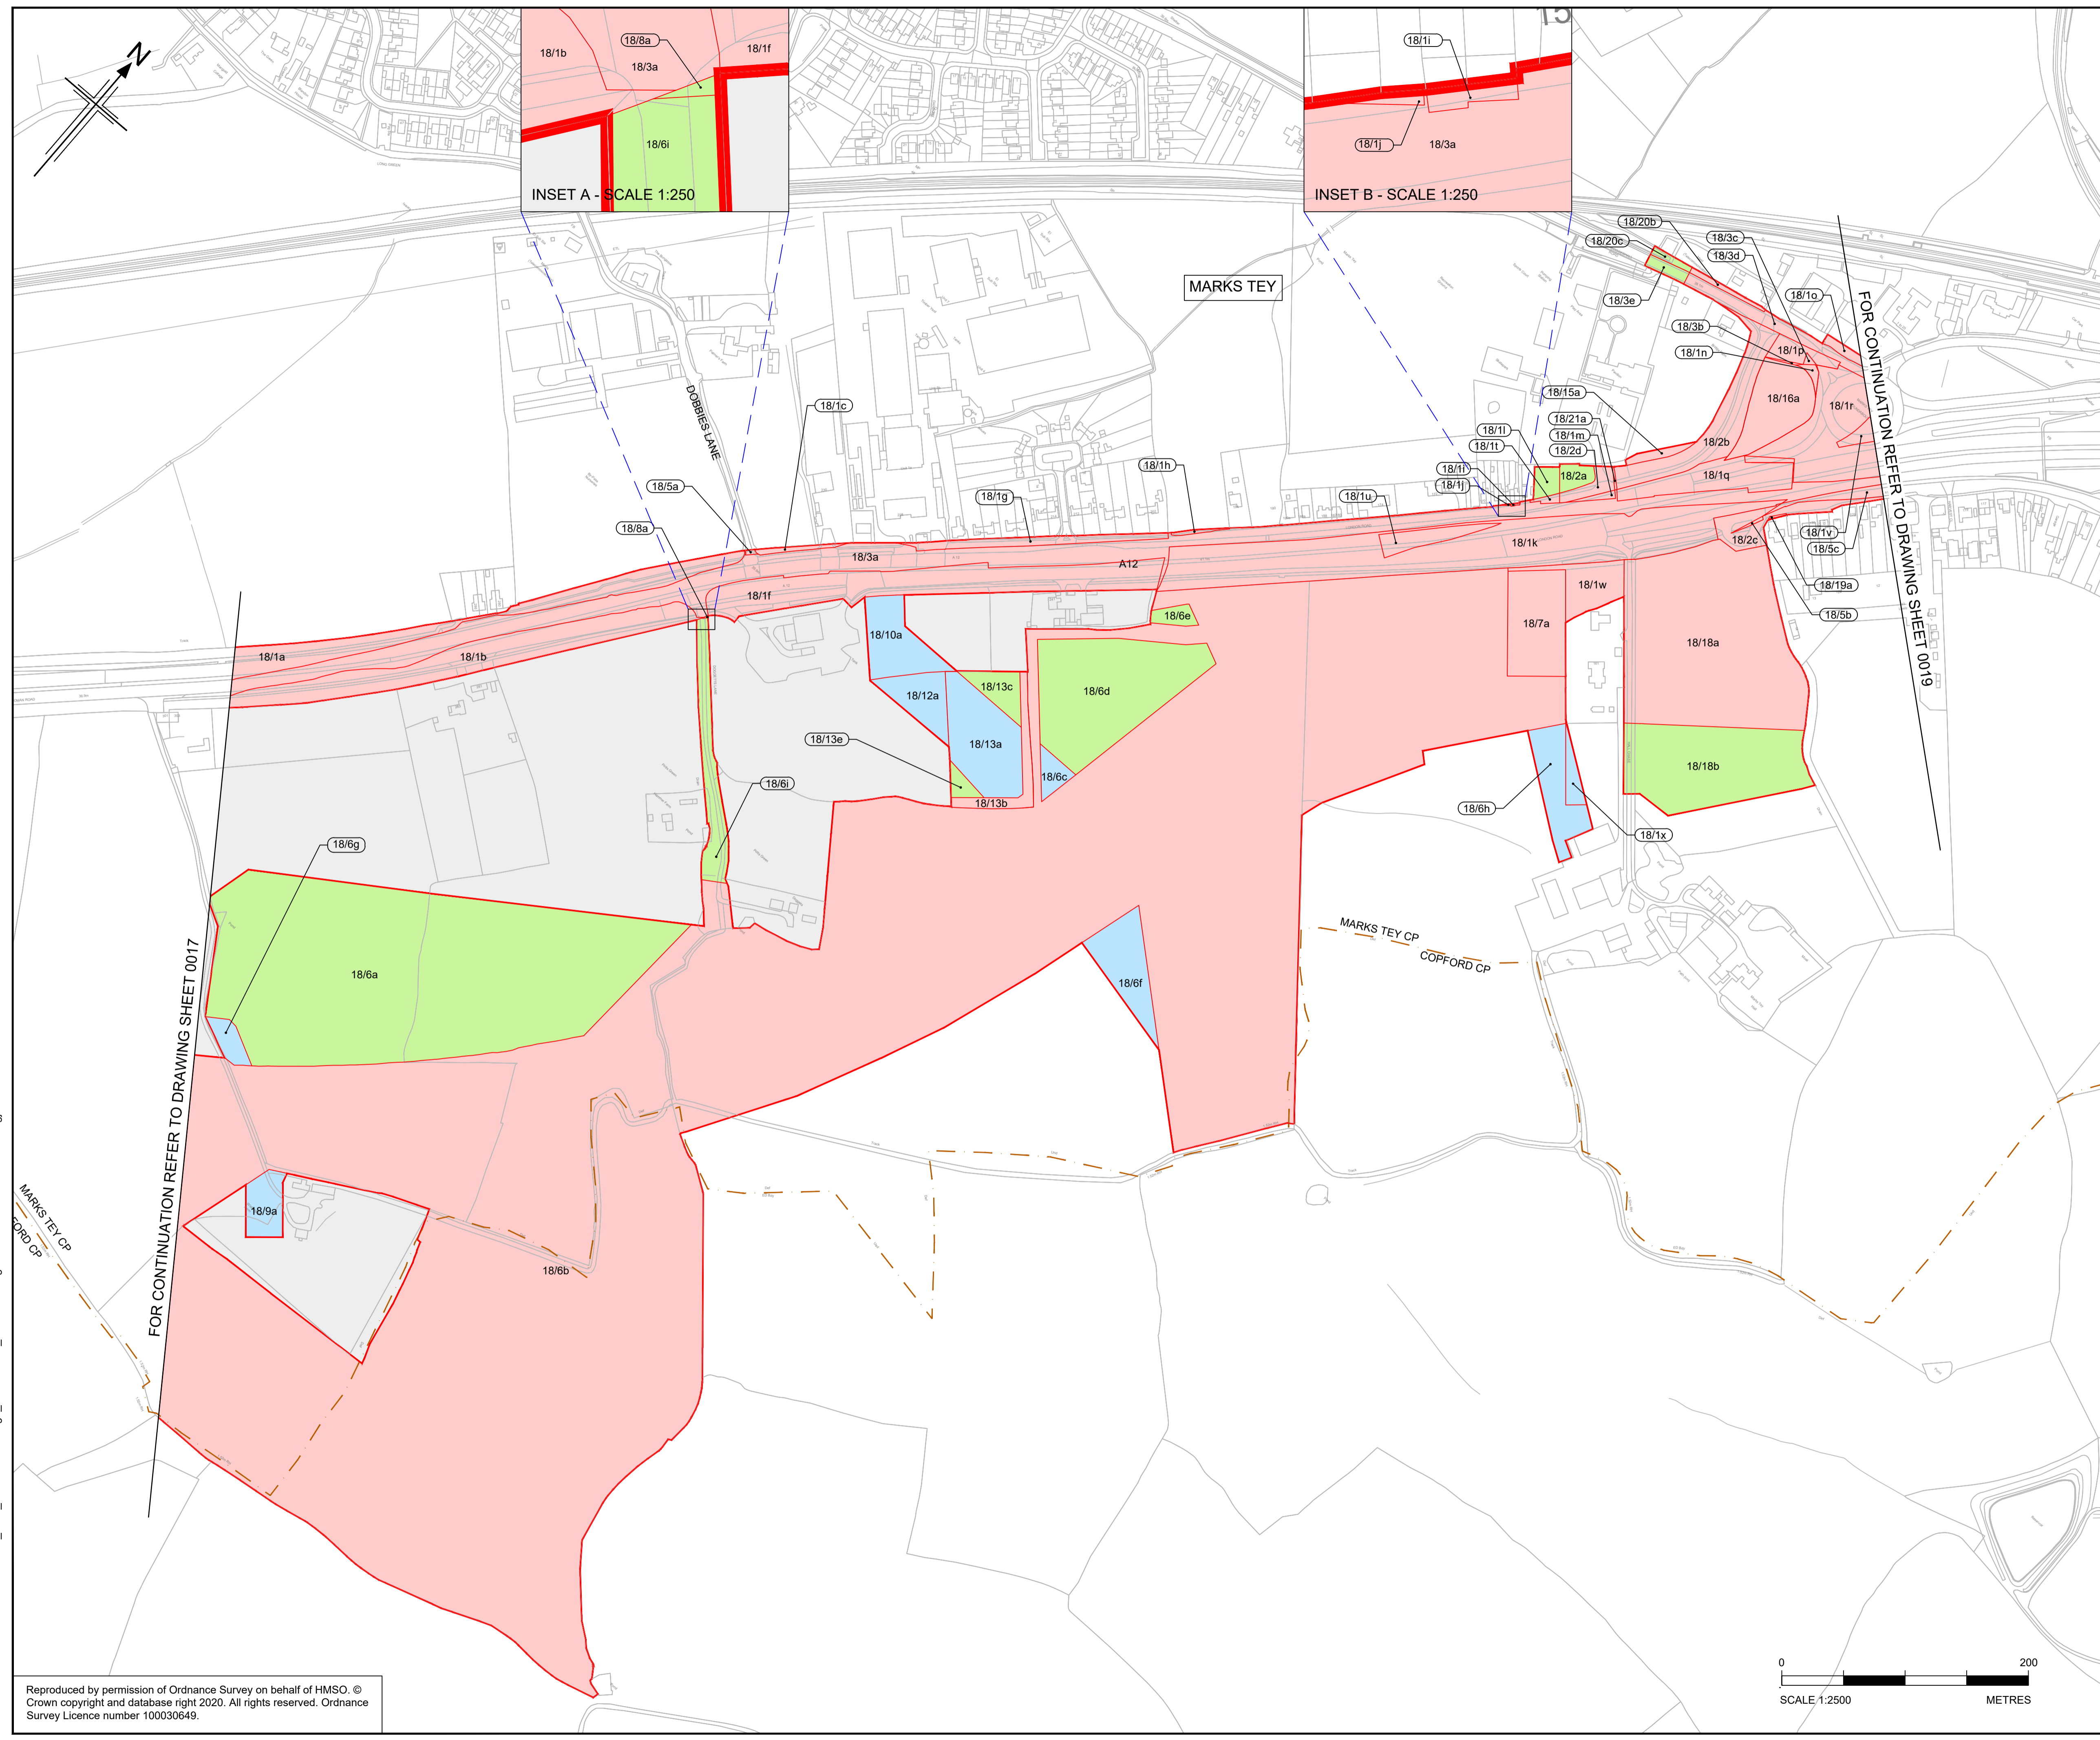 N
18/1b
18/8a
18/3a
18/1f
18/6i
INSET A - SCALE 1:250
15
18/1i
18/1j
18/3a
INSET B - SCALE 1:250
MARKS TEY
18/20b
18/20c
18/3c
18/3d
18/3e
18/1o
18/3b
18/1p
18/1n
18/15a
18/16a
18/1r
18/21a
18/1l
18/1m
18/1t
18/2d
18/2b
18/1i
18/2a
18/1q
18/1j
DOBBIES LANE
18/1c
18/1h
18/5a
18/1g
18/1u
18/8a
18/3a
A12
18/1k
18/2c
18/1v
18/5c
18/19a
18/5b
18/1f
18/1w
18/10a
18/6e
18/7a
18/18a
18/1a
18/1b
18/12a
18/13c
18/6d
18/13e
18/13a
18/6c
18/13b
18/6i
18/6h
18/1x
18/18b
18/6g
18/6a
18/6f
MARKS TEY CP
COPFORD CP
FOR CONTINUATION REFER TO DRAWING SHEET 0019
FOR CONTINUATION REFER TO DRAWING SHEET 0017
18/9a
18/6b
MARKS TEY CP
FORD CP
0 200
SCALE 1:2500 METRES
Reproduced by permission of Ordnance Survey on behalf of HMSO. ©
Crown copyright and database right 2020. All rights reserved. Ordnance
Survey Licence number 100030649.